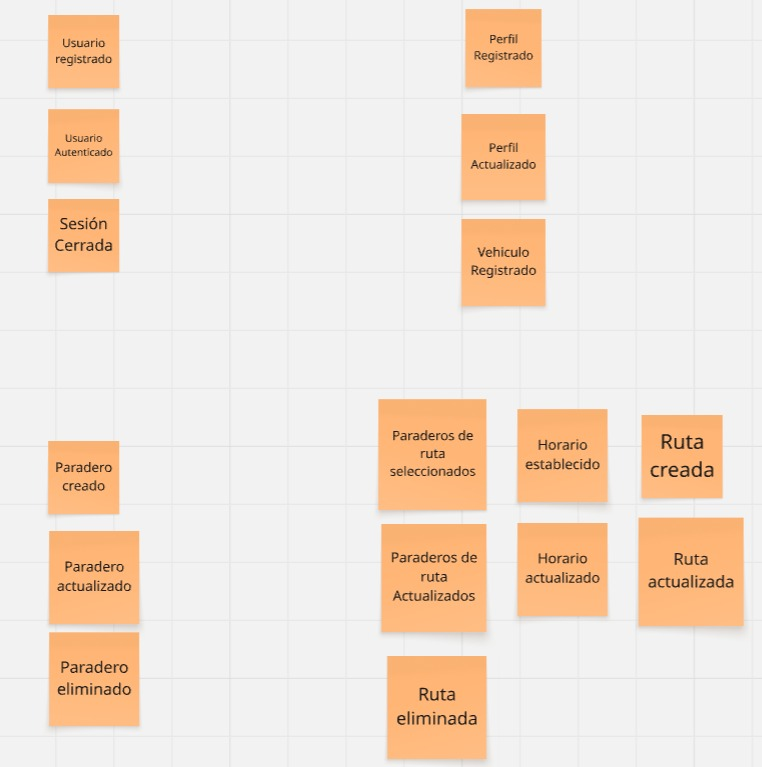 Usuario
registrado
Usuario
Autenticado
Sesión
Cerrada
Perfil
Registrado
Perfil
Actualizado
Vehiculo
Registrado
Paradero
creado
Paradero
actualizado
Paradero
eliminado
Paraderos de
ruta
seleccionados
Horario
establecido
Ruta
creada
Paraderos de
ruta
Actualizados
Horario
actualizado
Ruta
actualizada
Ruta
eliminada